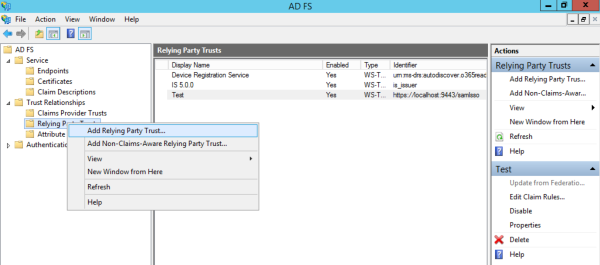 AD FS
File Action View Window Help
AD FS
Service
Endpoints
Certificates
Claim Descriptions
Trust Relationships
Claims Provider Trusts
Relying Party Trusts
Attribute
Authentication
Relying Party Trusts
Display Name Enabled Type Identifier
Device Registration Service Yes WS-T... urn:ms-drs:autodiscover.o365read
IS 5.0.0 Yes WS-T... is_issuer
Test Yes WS-T... https://localhost:9443/samlsso
Add Relying Party Trust...
Add Non-Claims-Aware Relying Party Trust...
View
New Window from Here
Refresh
Help
Actions
Relying Party Trusts
Add Relying Party Trus...
Add Non-Claims-Awar...
View
New Window from Here
Refresh
Help
Test
Update from Federatio...
Edit Claim Rules...
Disable
Properties
Delete
Help